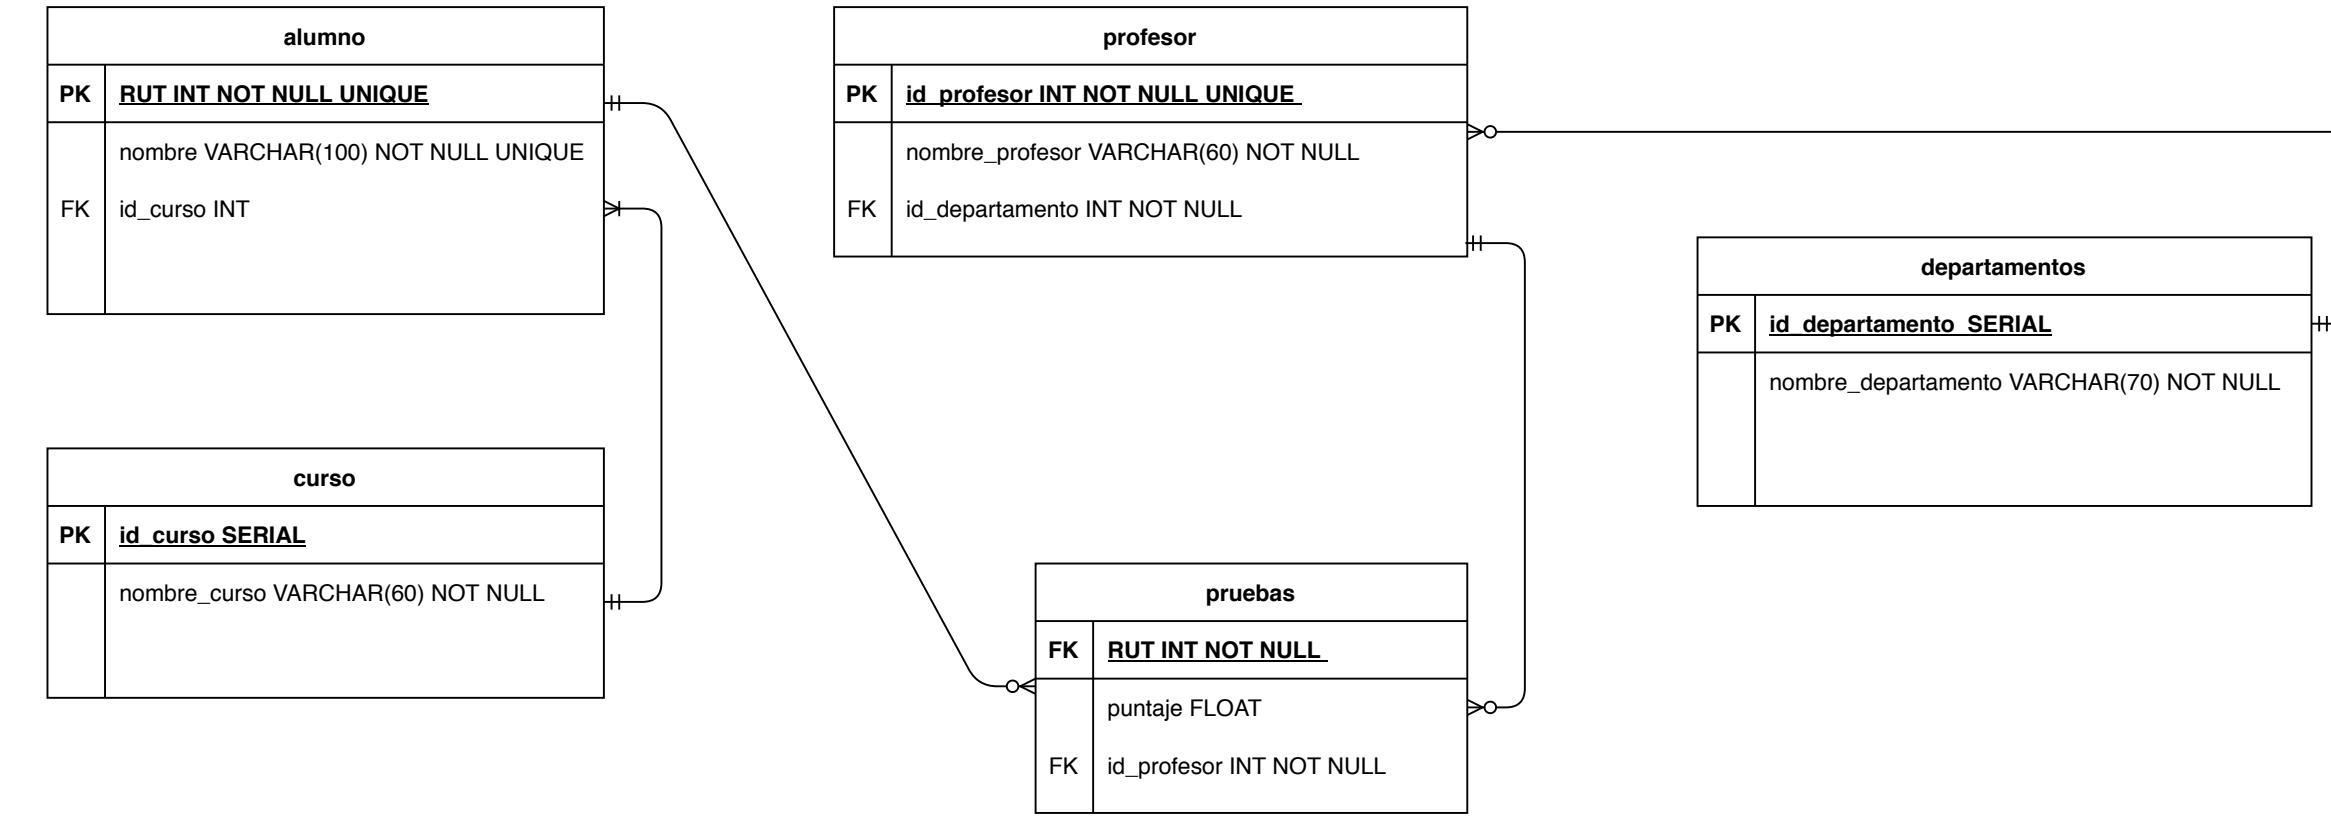 alumno
PK RUT INT NOT NULL UNIQUE
nombre VARCHAR(100) NOT NULL UNIQUE
FK id_curso INT
profesor
PK id_profesor INT NOT NULL UNIQUE
nombre_profesor VARCHAR(60) NOT NULL
FK id_departamento INT NOT NULL
departamentos
PK id_departamento SERIAL
nombre_departamento VARCHAR(70) NOT NULL
curso
PK id_curso SERIAL
nombre_curso VARCHAR(60) NOT NULL
pruebas
FK RUT INT NOT NULL
puntaje FLOAT
FK id_profesor INT NOT NULL